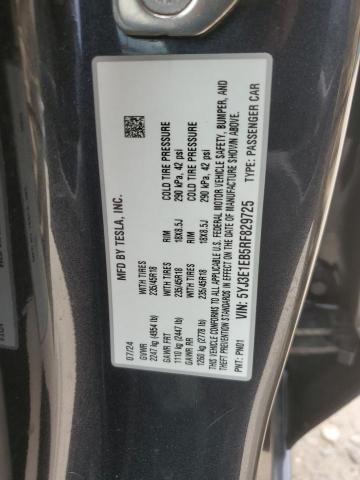 MFD BY TESLA, INC.
07/24
GVWR
2247 kg (4954 lb)
WITH TIRES
235/45R18
RIM
18X8.5J
COLD TIRE PRESSURE
290 kPa, 42 psi
GAWR FRT
1110 kg (2447 lb)
WITH TIRES
235/45R18
RIM
18X8.5J
COLD TIRE PRESSURE
290 kPa, 42 psi
GAWR RR
1260 kg (2778 lb)
WITH TIRES
235/45R18
RIM
18X8.5J
COLD TIRE PRESSURE
290 kPa, 42 psi
THIS VEHICLE CONFORMS TO ALL APPLICABLE U.S. FEDERAL MOTOR VEHICLE SAFETY, BUMPER, AND
THEFT PREVENTION STANDARDS IN EFFECT ON THE DATE OF MANUFACTURE SHOWN ABOVE.
PNT: PN01
VIN: 5YJ3E1EB5RF829725
TYPE: PASSENGER CAR